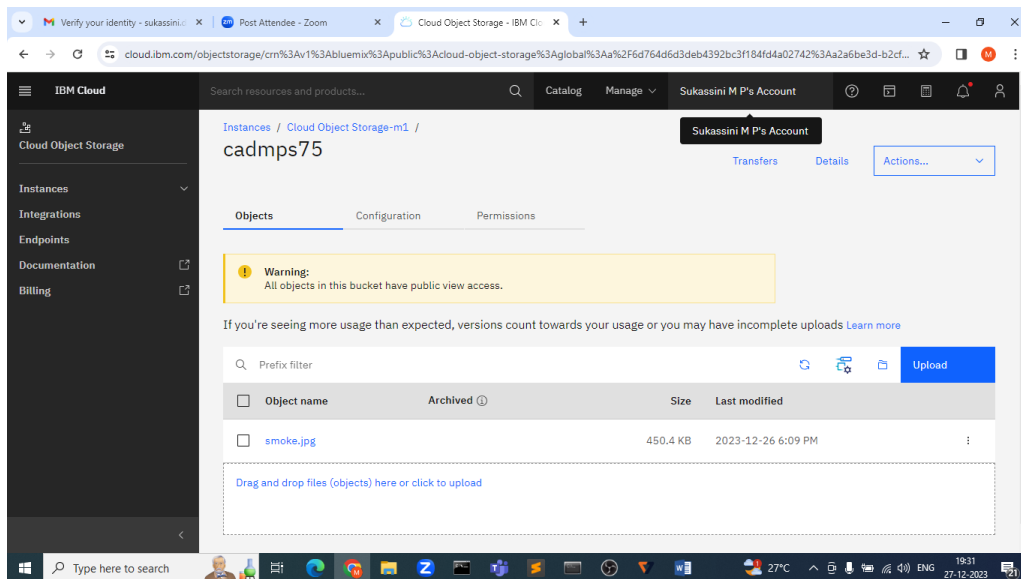 Verify your identity - sukassini.c
Post Attendee - Zoom
Cloud Object Storage - IBM Clo
cloud.ibm.com/objectstorage/crn%3Av1%3Abluemix%3Apublic%3Acloud-object-storage%3Aglobal%3Aa%2F6d764d6d3deb4392bc3f184fd4a02742%3Aa2a6be3d-b2cf...
M
IBM Cloud
Search resources and products...
Catalog
Manage
Sukassini M P's Account
Sukassini M P's Account
Cloud Object Storage
Instances
Integrations
Endpoints
Documentation
Billing
Instances / Cloud Object Storage-m1 /
cadmps75
Transfers
Details
Actions...
Objects
Configuration
Permissions
Warning:
All objects in this bucket have public view access.
If you're seeing more usage than expected, versions count towards your usage or you may have incomplete uploads Learn more
Prefix filter
Upload
Object name
Archived
Size
Last modified
smoke.jpg
450.4 KB
2023-12-26 6:09 PM
Drag and drop files (objects) here or click to upload
Type here to search
27°C
ENG
19:31
27-12-2023
21